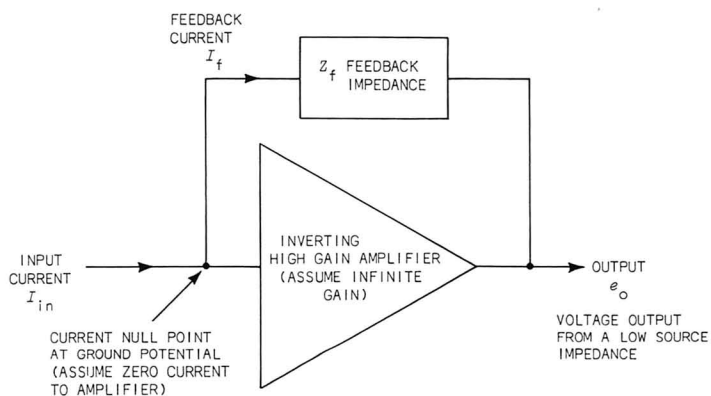 FEEDBACK
CURRENT
I_f
Z_f FEEDBACK
IMPEDANCE
INVERTING
HIGH GAIN AMPLIFIER
(ASSUME INFINITE
GAIN)
INPUT
CURRENT
I_in
OUTPUT
e_o
VOLTAGE OUTPUT
FROM A LOW SOURCE
IMPEDANCE
CURRENT NULL POINT
AT GROUND POTENTIAL
(ASSUME ZERO CURRENT
TO AMPLIFIER)